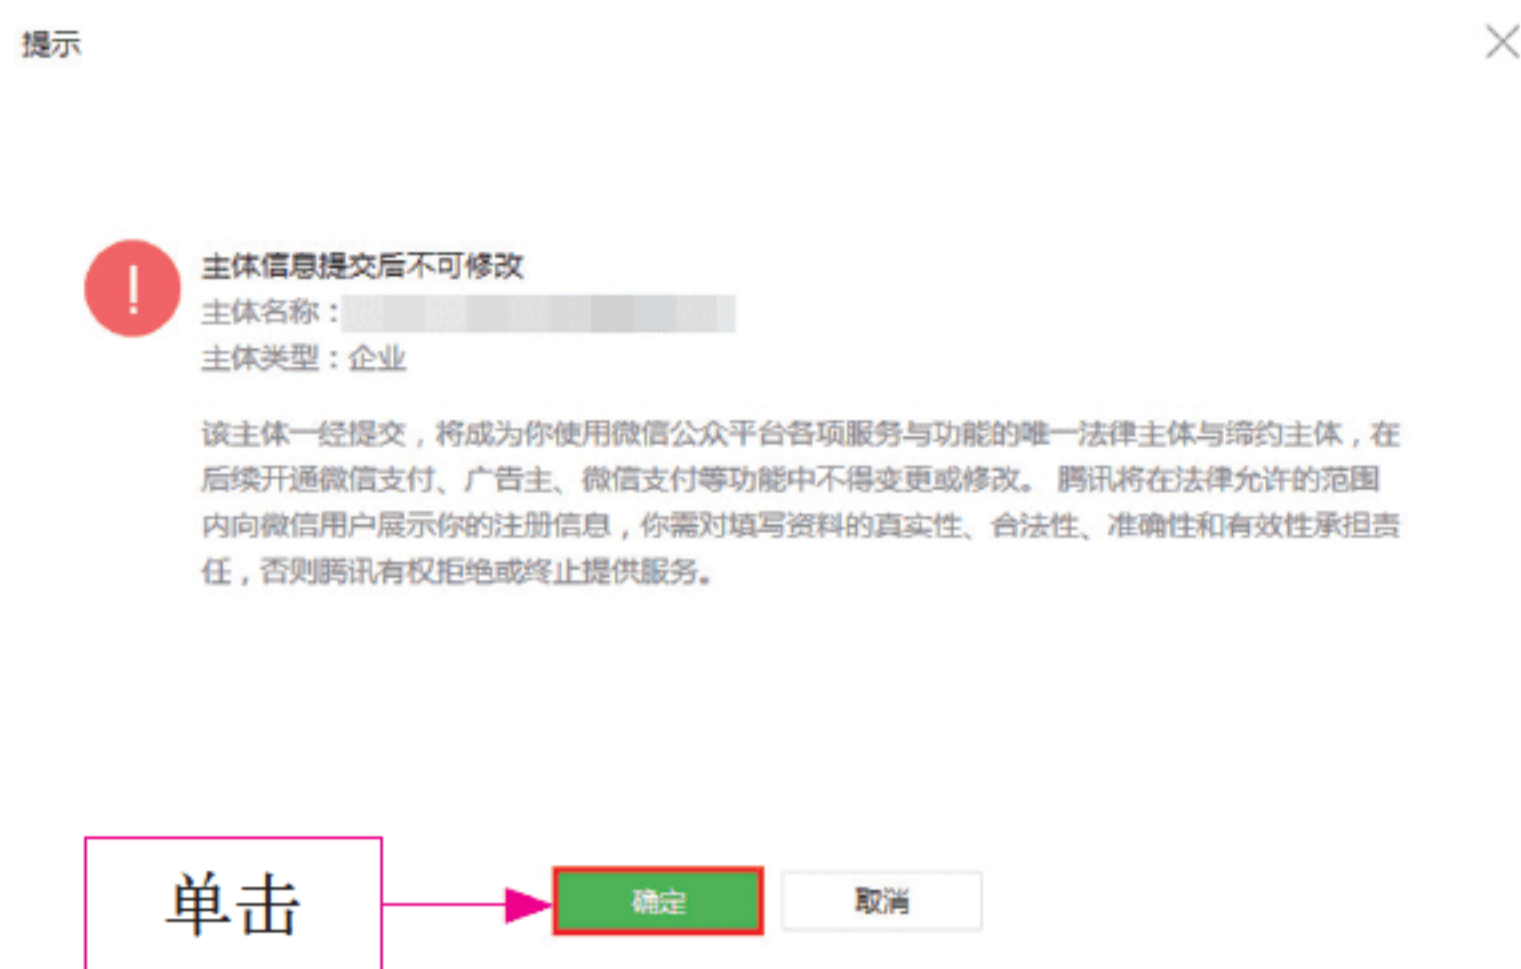 提示
主体信息提交后不可修改
主体名称：
主体类型：企业
该主体一经提交，将成为你使用微信公众平台各项服务与功能的唯一法律主体与缔约主体，在
后续开通微信支付、广告主、微信支付等功能中不得变更或修改。 腾讯将在法律允许的范围
内向微信用户展示你的注册信息，你需对填写资料的真实性、合法性、准确性和有效性承担责
任，否则腾讯有权拒绝或终止提供服务。
单击
确定
取消